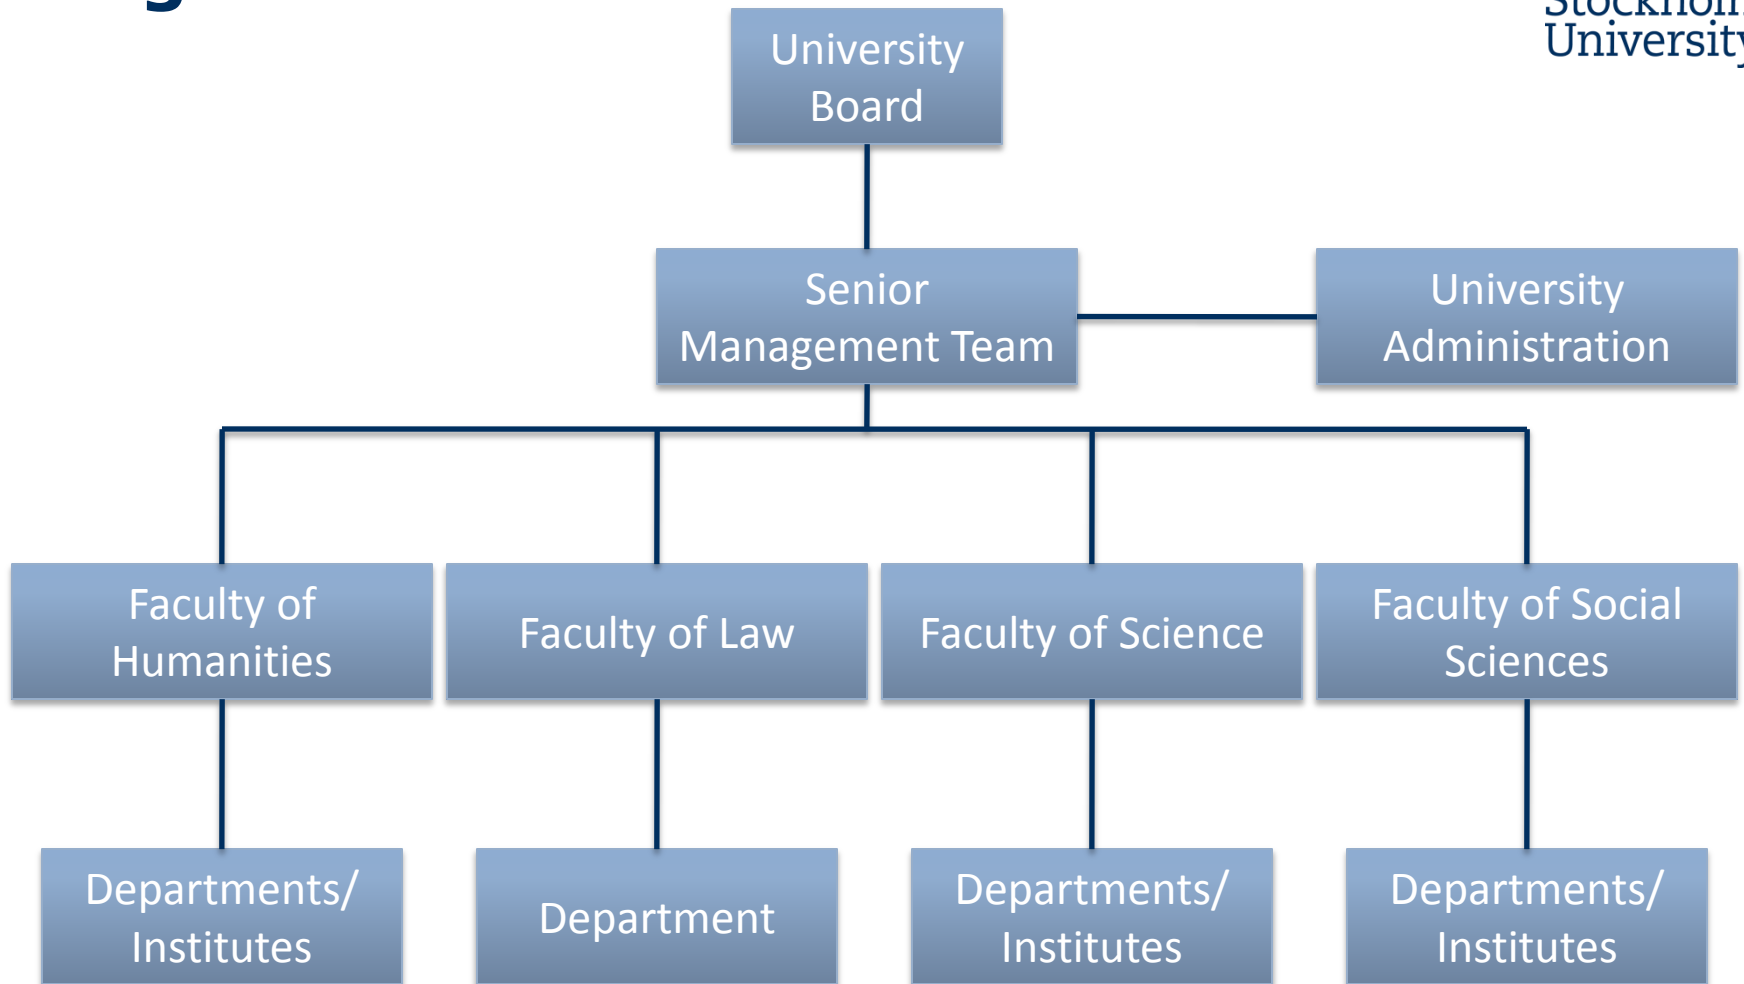 Stockholm
University
University
Board
Senior
Management Team
University
Administration
Faculty of
Humanities
Faculty of Law
Faculty of Science
Faculty of Social
Sciences
Departments/
Institutes
Department
Departments/
Institutes
Departments/
Institutes